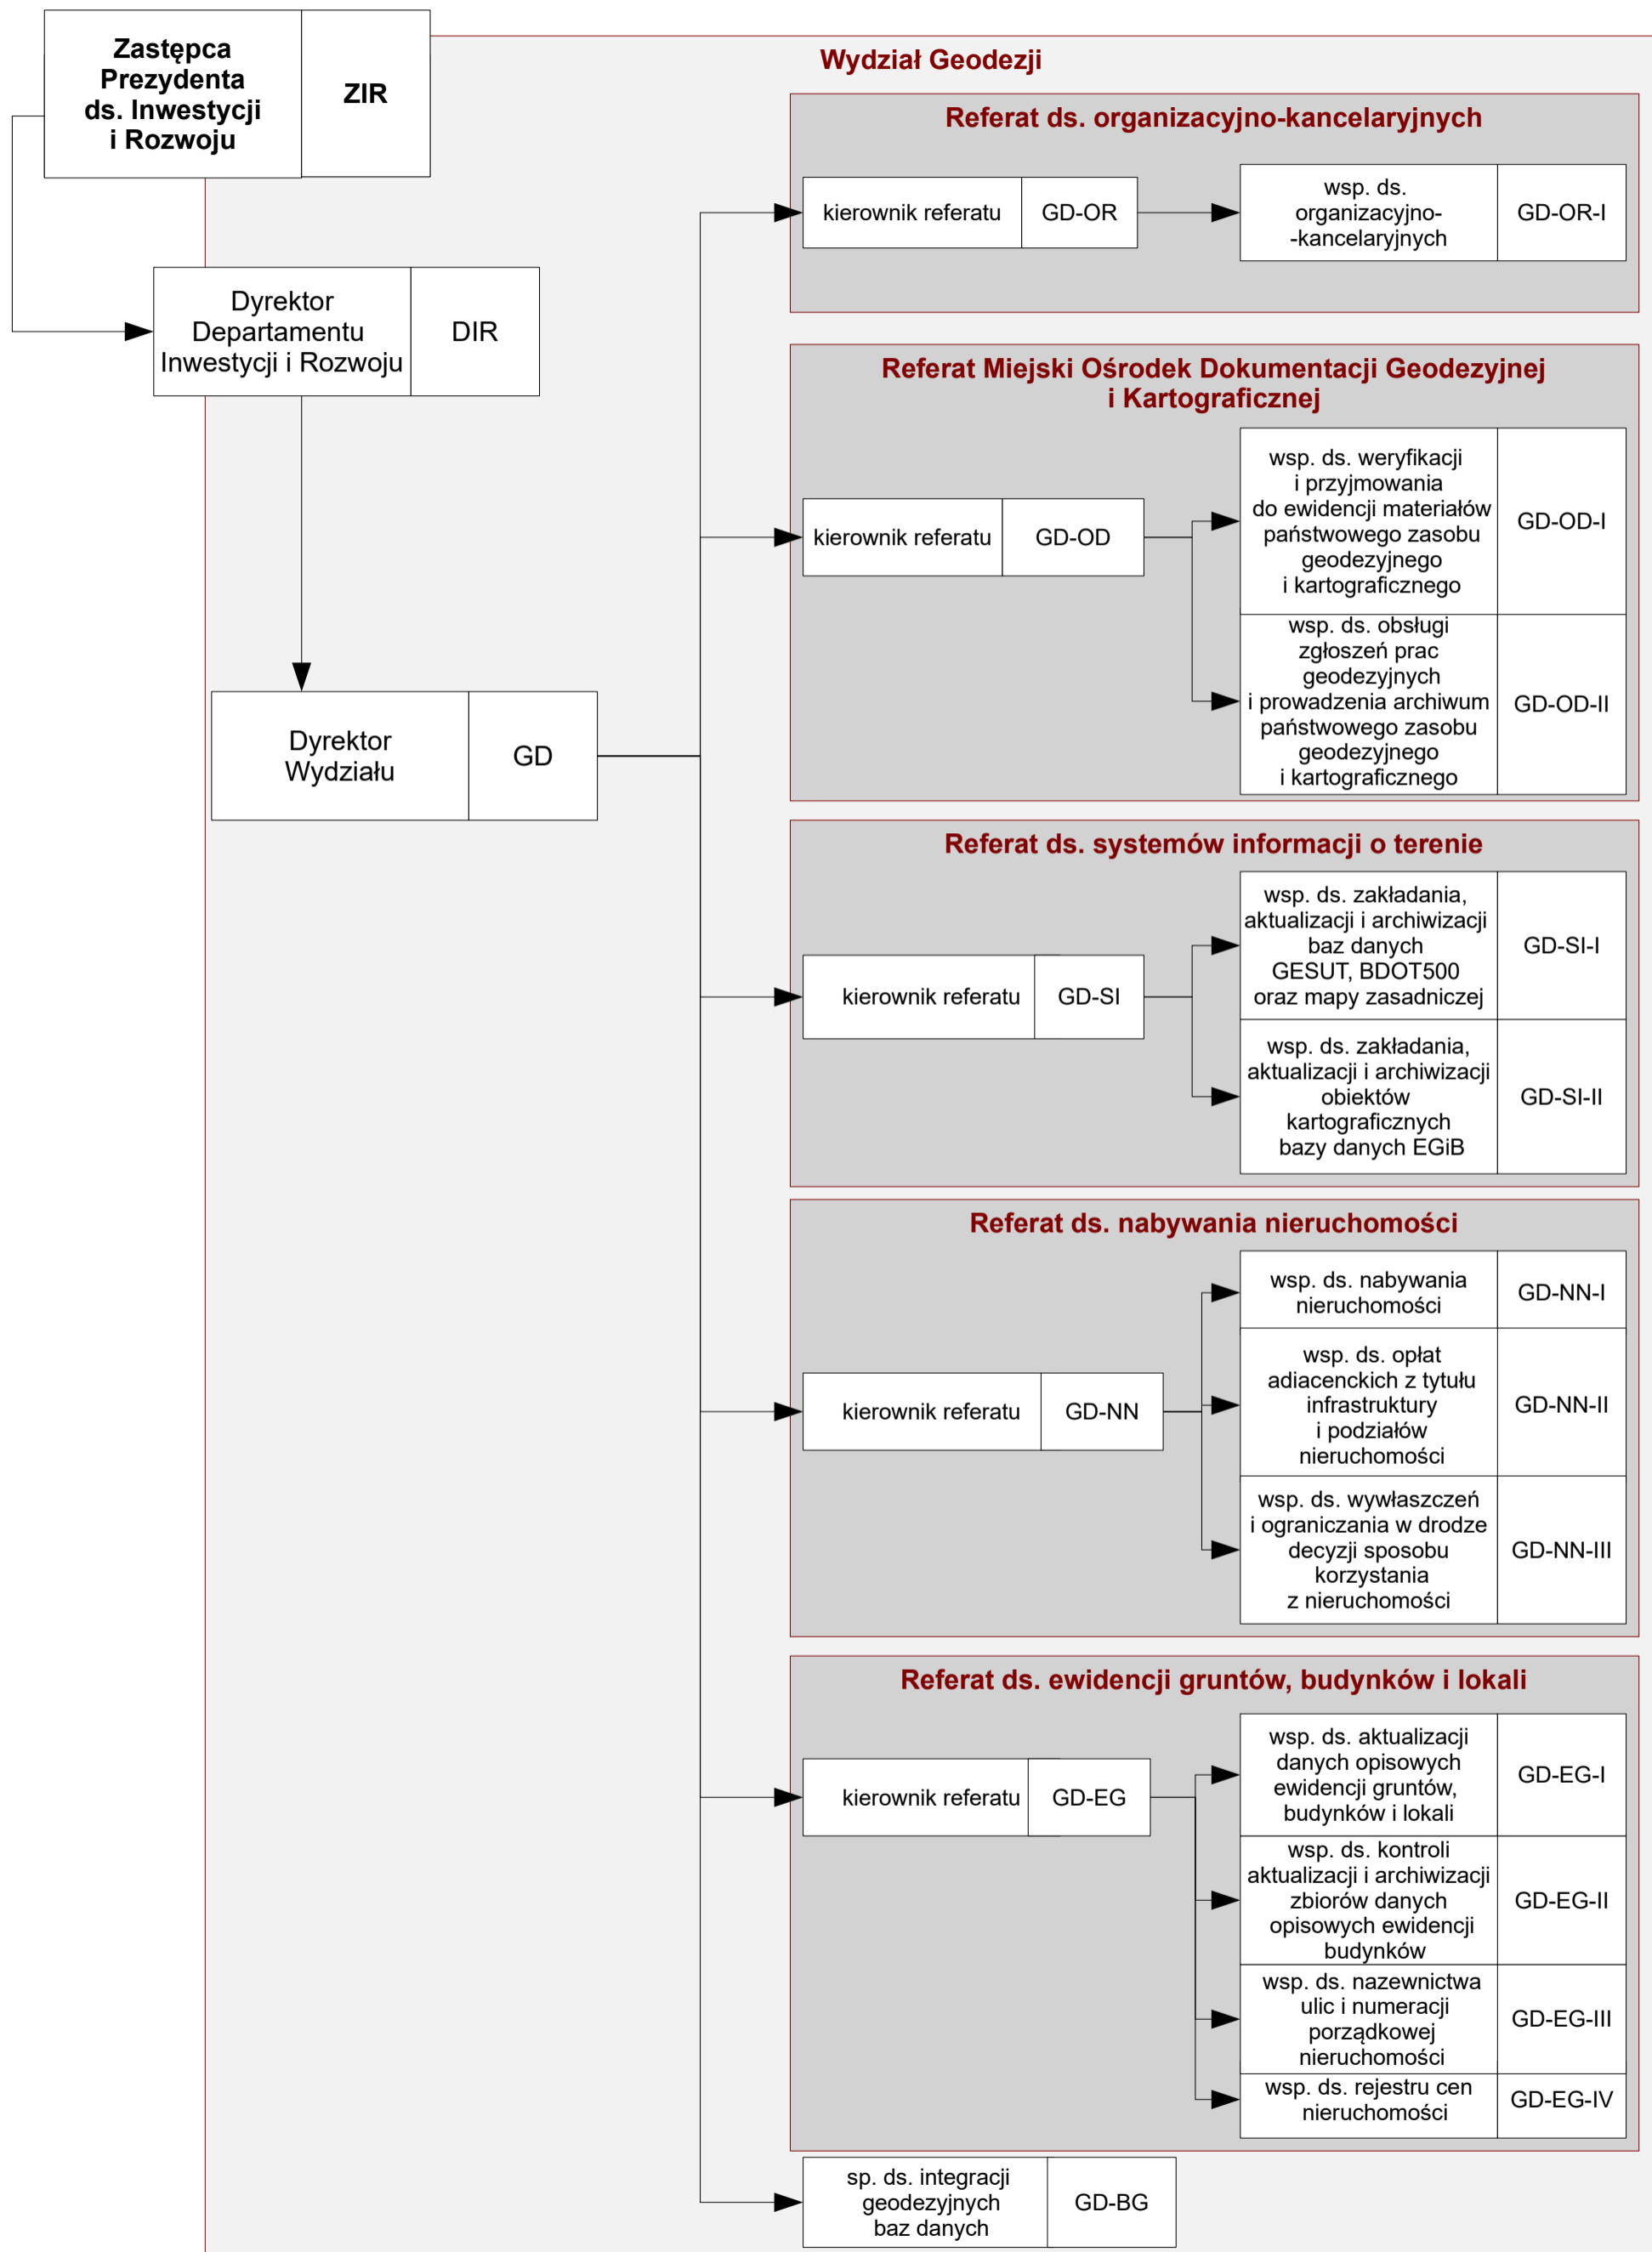 Zastępca
Prezydenta
ds. Inwestycji
i Rozwoju
ZIR
Wydział Geodezji
Referat ds. organizacyjno-kancelaryjnych
kierownik referatu
GD-OR
wsp. ds.
organizacyjno-
-kancelaryjnych
GD-OR-I
Dyrektor
Departamentu
Inwestycji i Rozwoju
DIR
Referat Miejski Ośrodek Dokumentacji Geodezyjnej
i Kartograficznej
kierownik referatu
GD-OD
wsp. ds. weryfikacji
i przyjmowania
do ewidencji materiałów
państwowego zasobu
geodezyjnego
i kartograficznego
GD-OD-I
wsp. ds. obsługi
zgłoszeń prac
geodezyjnych
i prowadzenia archiwum
państwowego zasobu
geodezyjnego
i kartograficznego
GD-OD-II
Dyrektor
Wydziału
GD
Referat ds. systemów informacji o terenie
kierownik referatu
GD-SI
wsp. ds. zakładania,
aktualizacji i archiwizacji
baz danych
GESUT, BDOT500
oraz mapy zasadniczej
GD-SI-I
wsp. ds. zakładania,
aktualizacji i archiwizacji
obiektów
kartograficznych
bazy danych EGiB
GD-SI-II
Referat ds. nabywania nieruchomości
kierownik referatu
GD-NN
wsp. ds. nabywania
nieruchomości
GD-NN-I
wsp. ds. opłat
adiacenckich z tytułu
infrastruktury
i podziałów
nieruchomości
GD-NN-II
wsp. ds. wywłaszczeń
i ograniczania w drodze
decyzji sposobu
korzystania
z nieruchomości
GD-NN-III
Referat ds. ewidencji gruntów, budynków i lokali
kierownik referatu
GD-EG
wsp. ds. aktualizacji
danych opisowych
ewidencji gruntów,
budynków i lokali
GD-EG-I
wsp. ds. kontroli
aktualizacji i archiwizacji
zbiorów danych
opisowych ewidencji
budynków
GD-EG-II
wsp. ds. nazewnictwa
ulic i numeracji
porządkowej
nieruchomości
GD-EG-III
wsp. ds. rejestru cen
nieruchomości
GD-EG-IV
sp. ds. integracji
geodezyjnych
baz danych
GD-BG